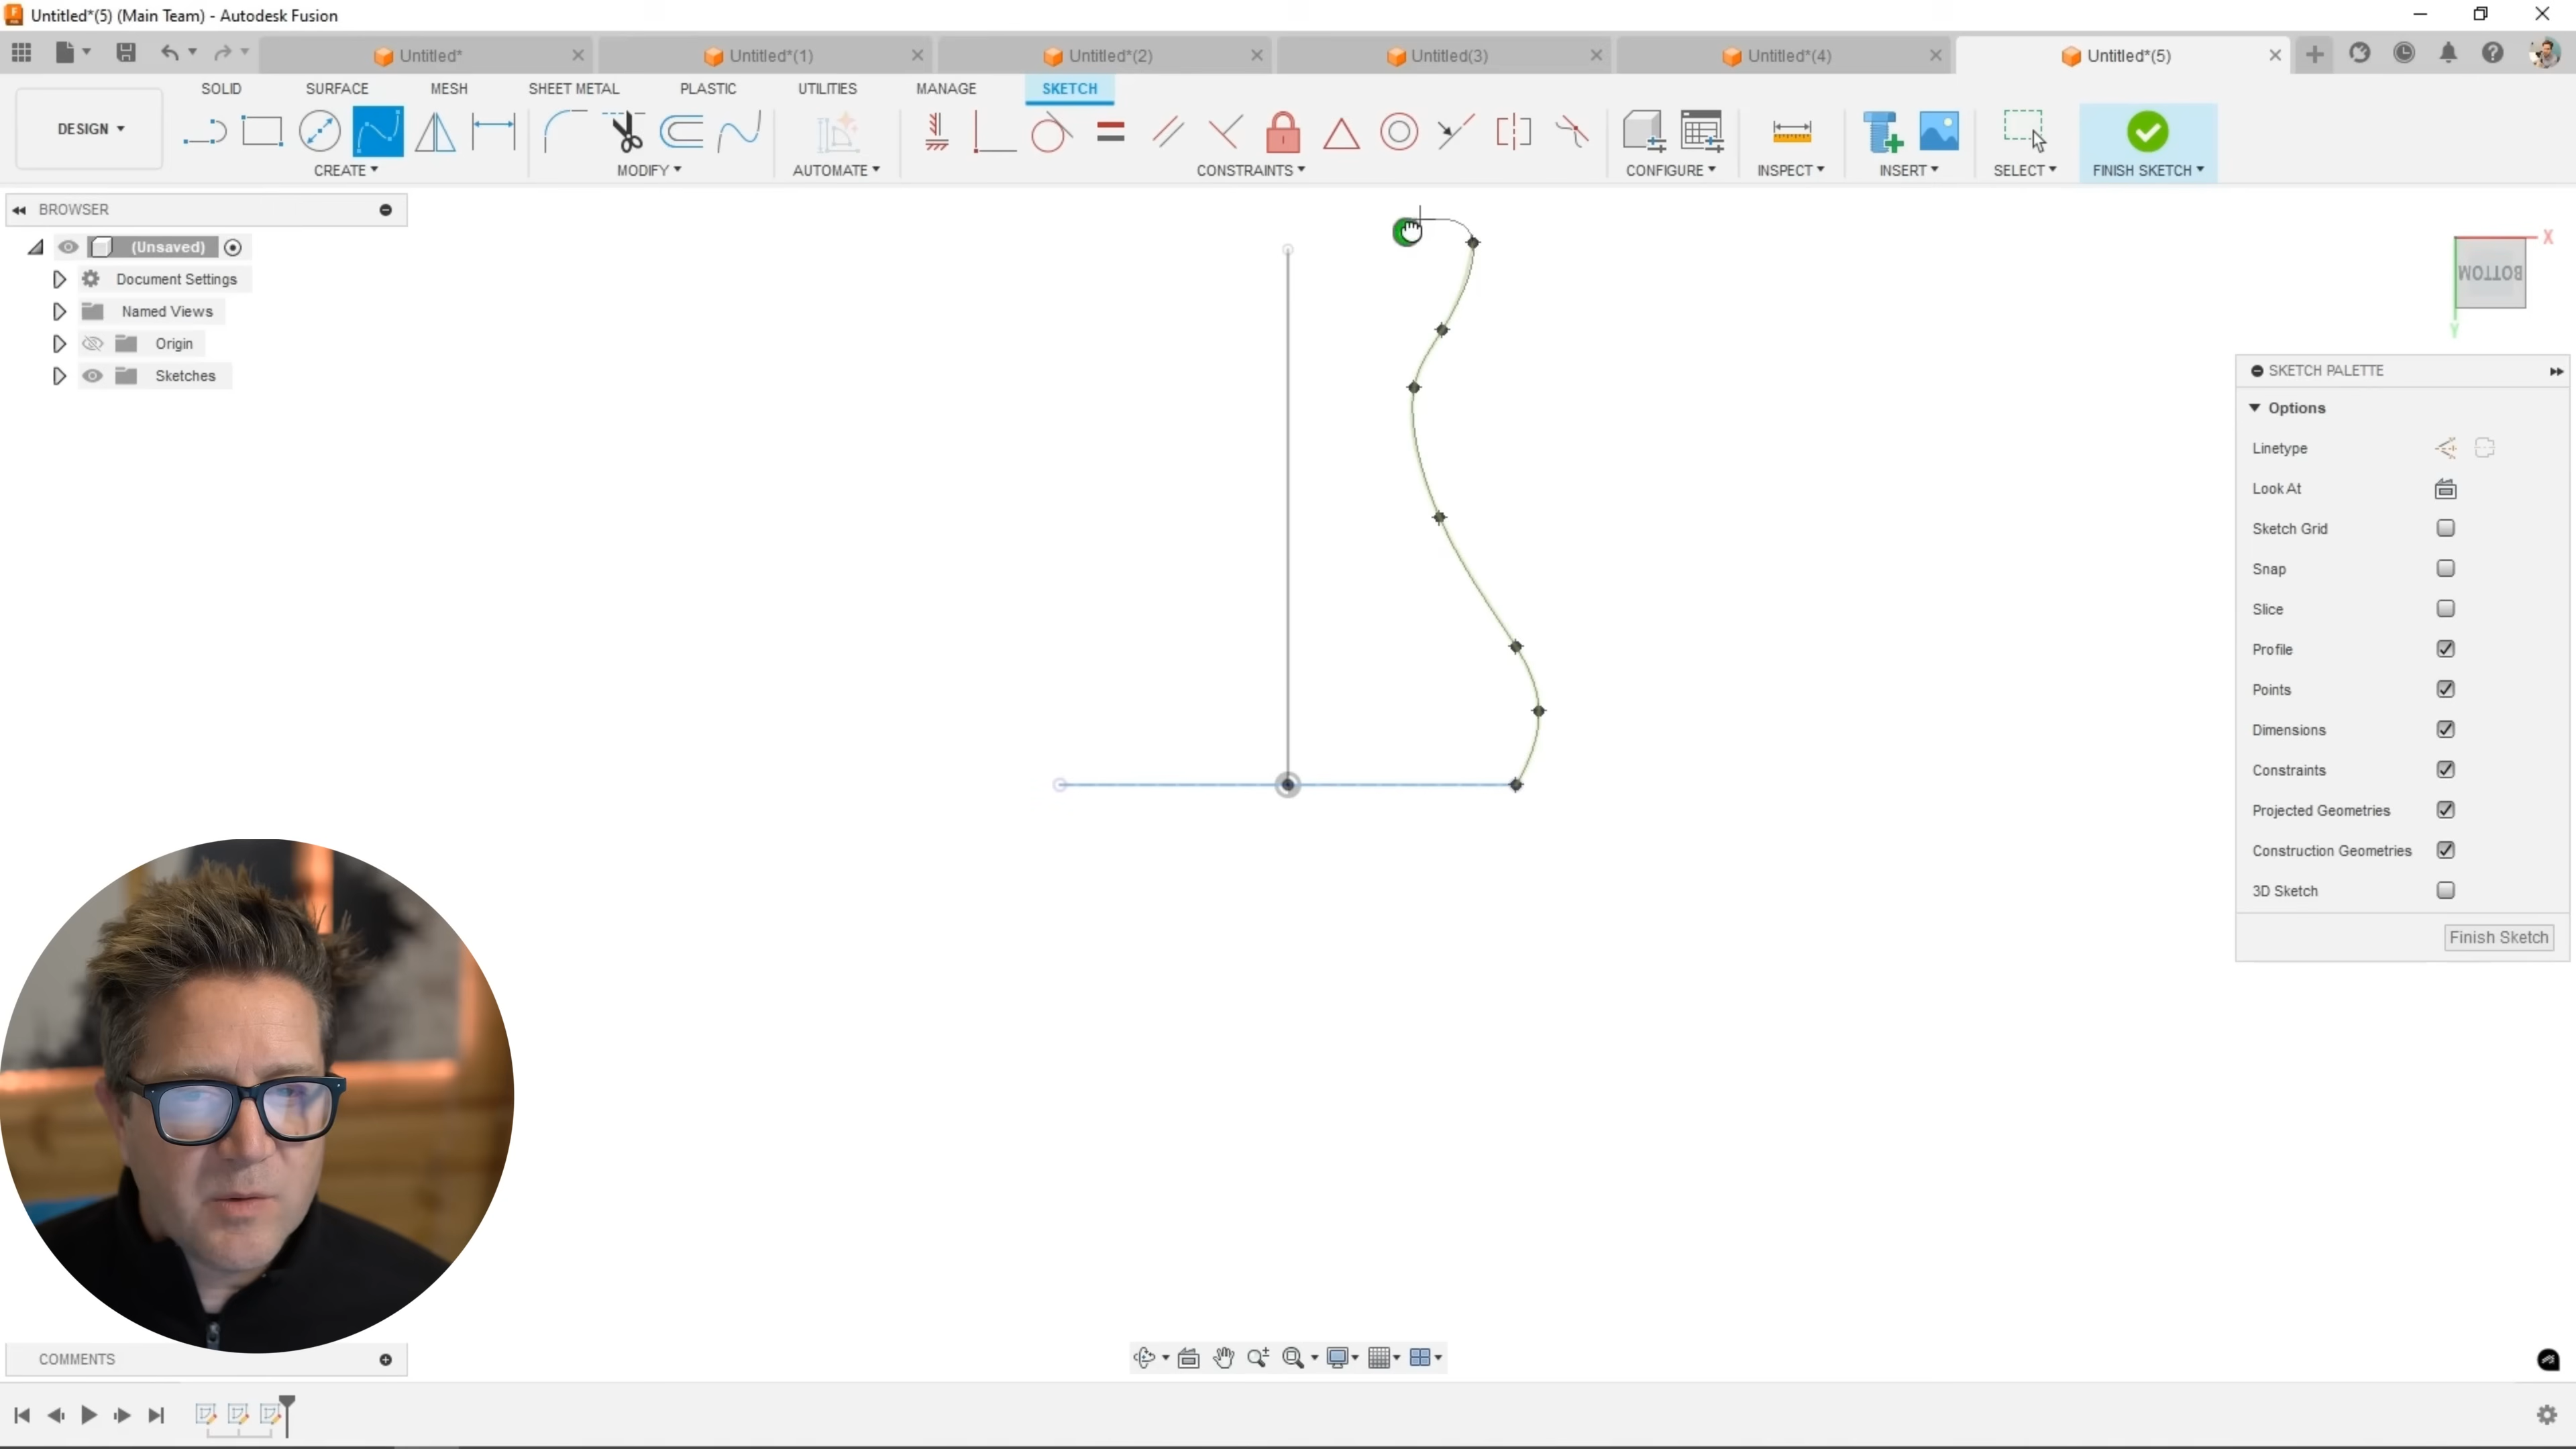 Untitled*(5) (Main Team) - Autodesk Fusion
Untitled*
Untitled*(1)
Untitled*(2)
Untitled(3)
Untitled*(4)
Untitled*(5)
SOLID
SURFACE
MESH
SHEET METAL
PLASTIC
UTILITIES
MANAGE
SKETCH
DESIGN
CREATE
MODIFY
AUTOMATE
CONSTRAINTS
CONFIGURE
INSPECT
INSERT
SELECT
FINISH SKETCH
BROWSER
(Unsaved)
Document Settings
Named Views
Origin
Sketches
X
BOTTOM
Y
SKETCH PALETTE
Options
Linetype
Look At
Sketch Grid
Snap
Slice
Profile
Points
Dimensions
Constraints
Projected Geometries
Construction Geometries
3D Sketch
Finish Sketch
COMMENTS